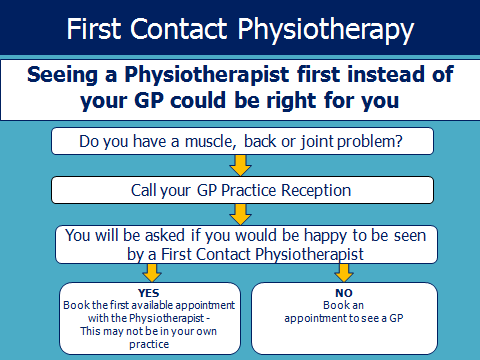 First Contact Physiotherapy
Seeing a Physiotherapist first instead of
your GP could be right for you
Do you have a muscle, back or joint problem?
Call your GP Practice Reception
You will be asked if you would be happy to be seen
by a First Contact Physiotherapist
YES
Book the first available appointment
with the Physiotherapist -
This may not be in your own
practice
NO
Book an
appointment to see a GP